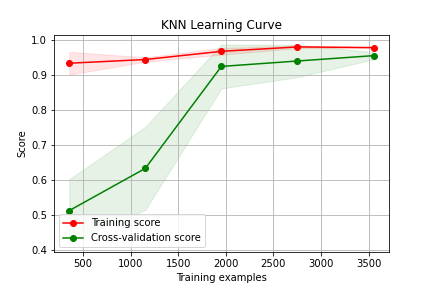 KNN Learning Curve
1.0
0.9
0.8
0.7
0.6
0.5
0.4
Score
Training score
Cross-validation score
500 1000 1500 2000 2500 3000 3500
Training examples